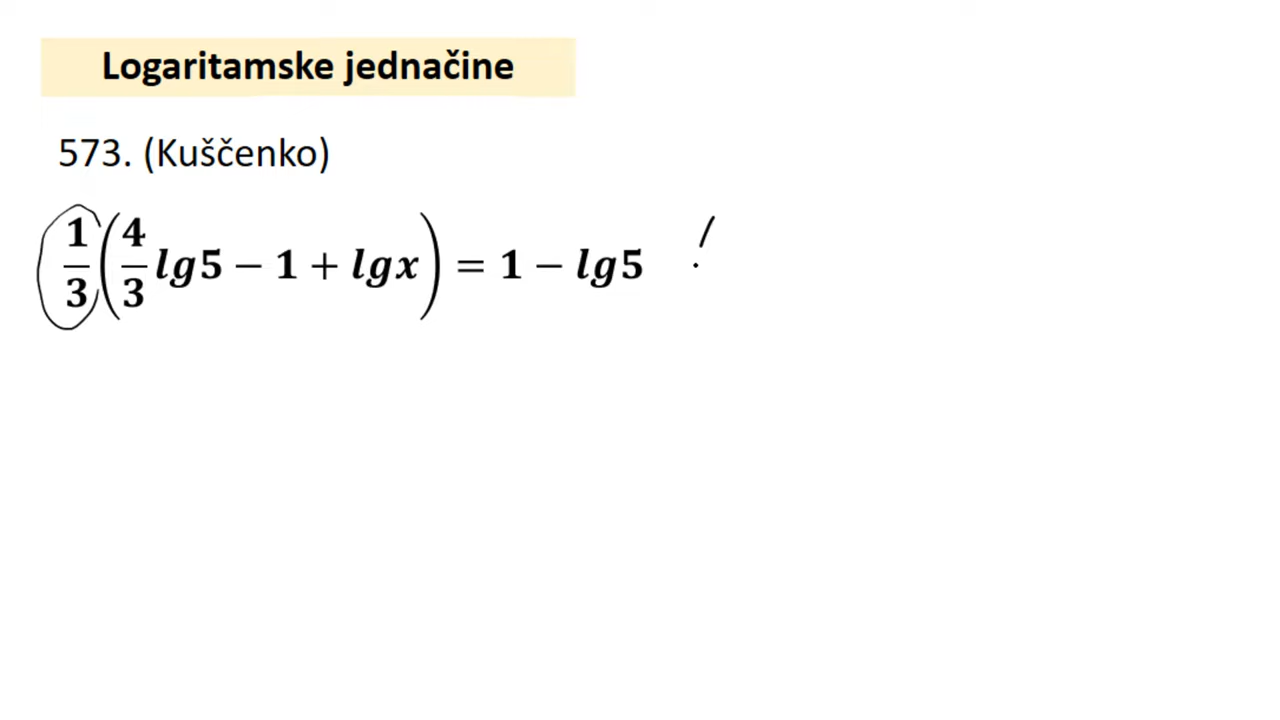 Logaritamske jednačine
573. (Kuščenko)
1/3 (4/3 lg5 − 1 + lgx) = 1 − lg5 /·